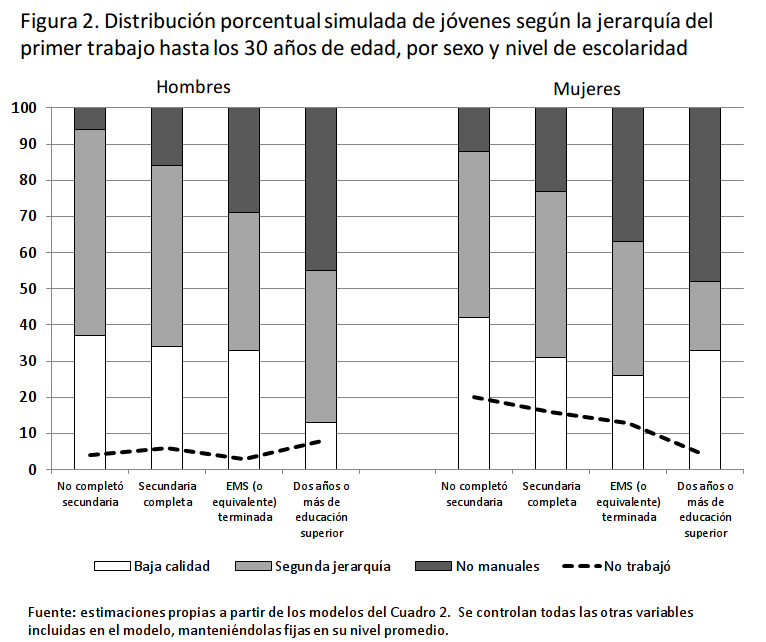 Figura 2. Distribución porcentual simulada de jóvenes según la jerarquía del
primer trabajo hasta los 30 años de edad, por sexo y nivel de escolaridad
Hombres
Mujeres
100
90
80
70
60
50
40
30
20
10
0
No completó
secundaria
Secundaria
completa
EMS (o
equivalente)
terminada
Dos años o
más de
educación
superior
No completó
secundaria
Secundaria
completa
EMS (o
equivalente)
terminada
Dos años o
más de
educación
superior
Baja calidad
Segunda jerarquía
No manuales
No trabajó
Fuente: estimaciones propias a partir de los modelos del Cuadro 2. Se controlan todas las otras variables
incluidas en el modelo, manteniéndolas fijas en su nivel promedio.